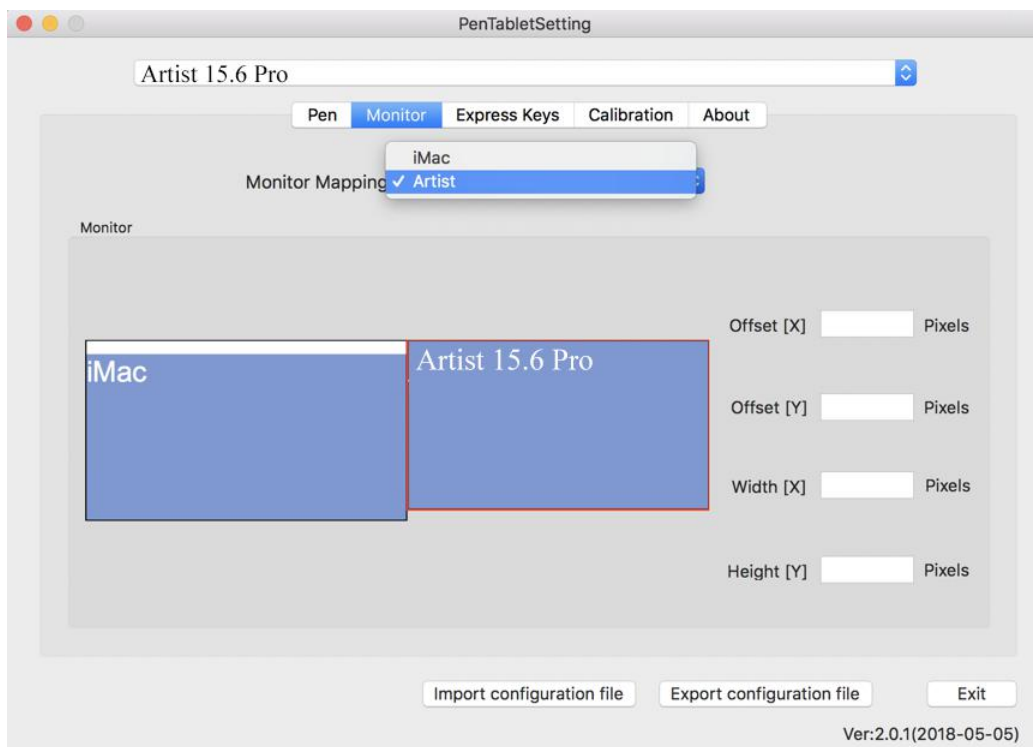 PenTabletSetting
Artist 15.6 Pro
Pen Monitor Express Keys Calibration About
iMac
Monitor Mapping ✓ Artist
Monitor
Offset [X] Pixels
iMac Artist 15.6 Pro
Offset [Y] Pixels
Width [X] Pixels
Height [Y] Pixels
Import configuration file Export configuration file Exit
Ver:2.0.1(2018-05-05)